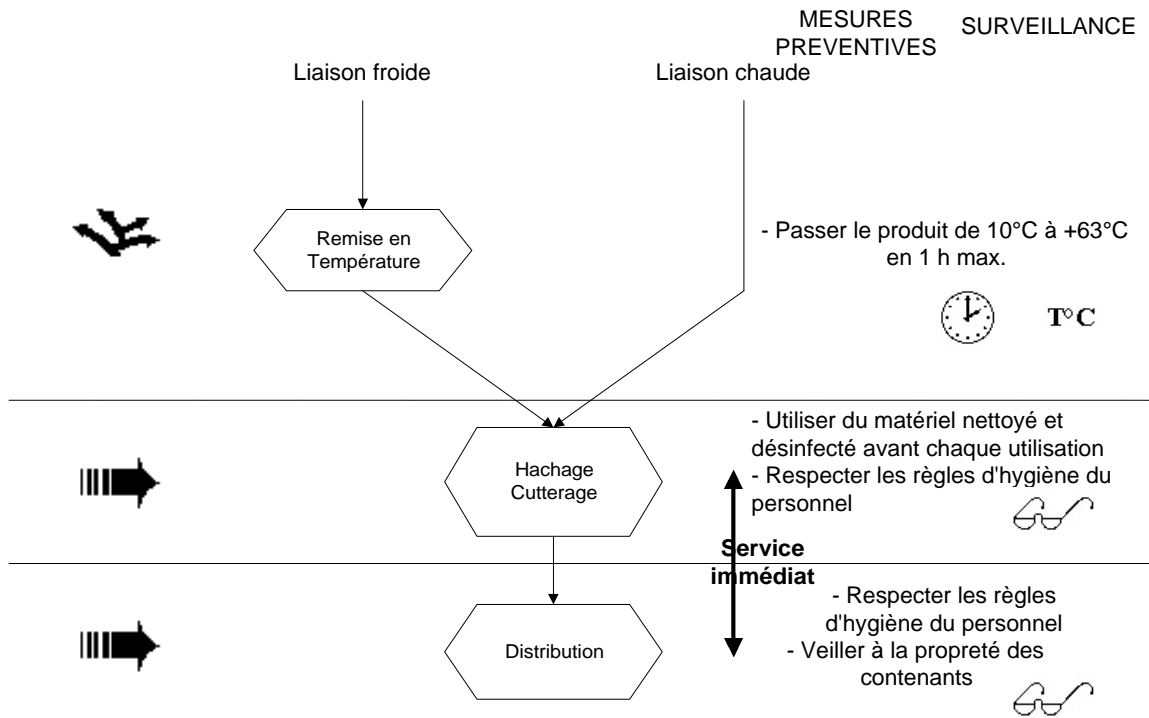 MESURES
PREVENTIVES
SURVEILLANCE
Liaison froide
Liaison chaude
Remise en
Température
- Passer le produit de 10°C à +63°C
en 1 h max.
T°C
- Utiliser du matériel nettoyé et
désinfecté avant chaque utilisation
- Respecter les règles d'hygiène du
personnel
Hachage
Cutterage
Service
immédiat
- Respecter les règles
d'hygiène du personnel
- Veiller à la propreté des
contenants
Distribution